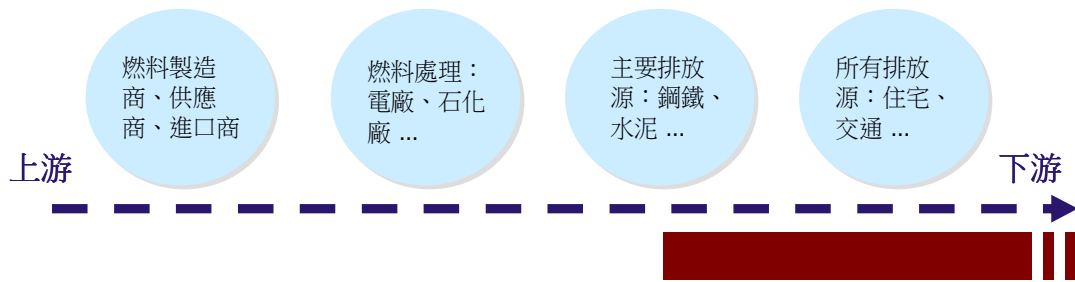 燃料製造
商、供應
商、進口商
燃料處理：
電廠、石化
廠 ...
主要排放
源：鋼鐵、
水泥 ...
所有排放
源：住宅、
交通 ...
上游
下游